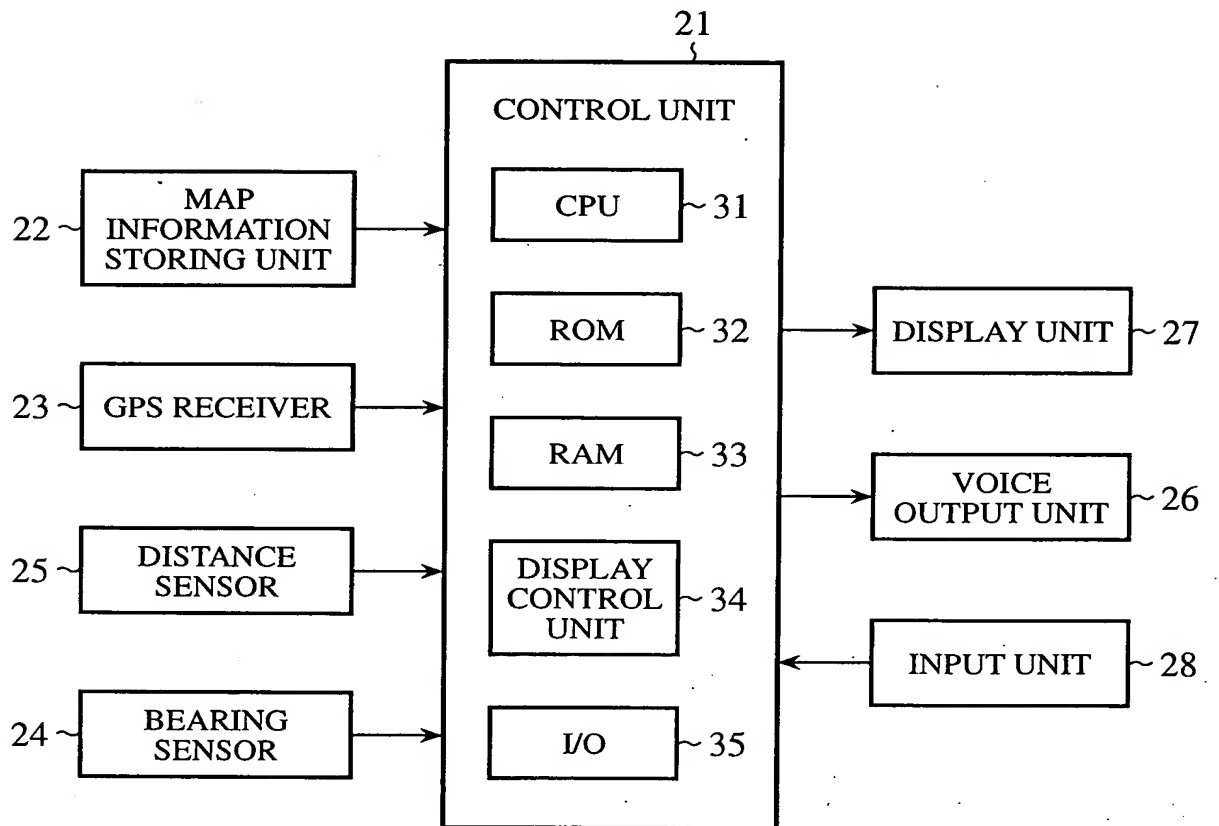 21
CONTROL UNIT
22
MAP
INFORMATION
STORING UNIT
23
GPS RECEIVER
25
DISTANCE
SENSOR
24
BEARING
SENSOR
CPU
31
ROM
32
RAM
33
DISPLAY
CONTROL
UNIT
34
I/O
35
DISPLAY UNIT
27
VOICE
OUTPUT UNIT
26
INPUT UNIT
28